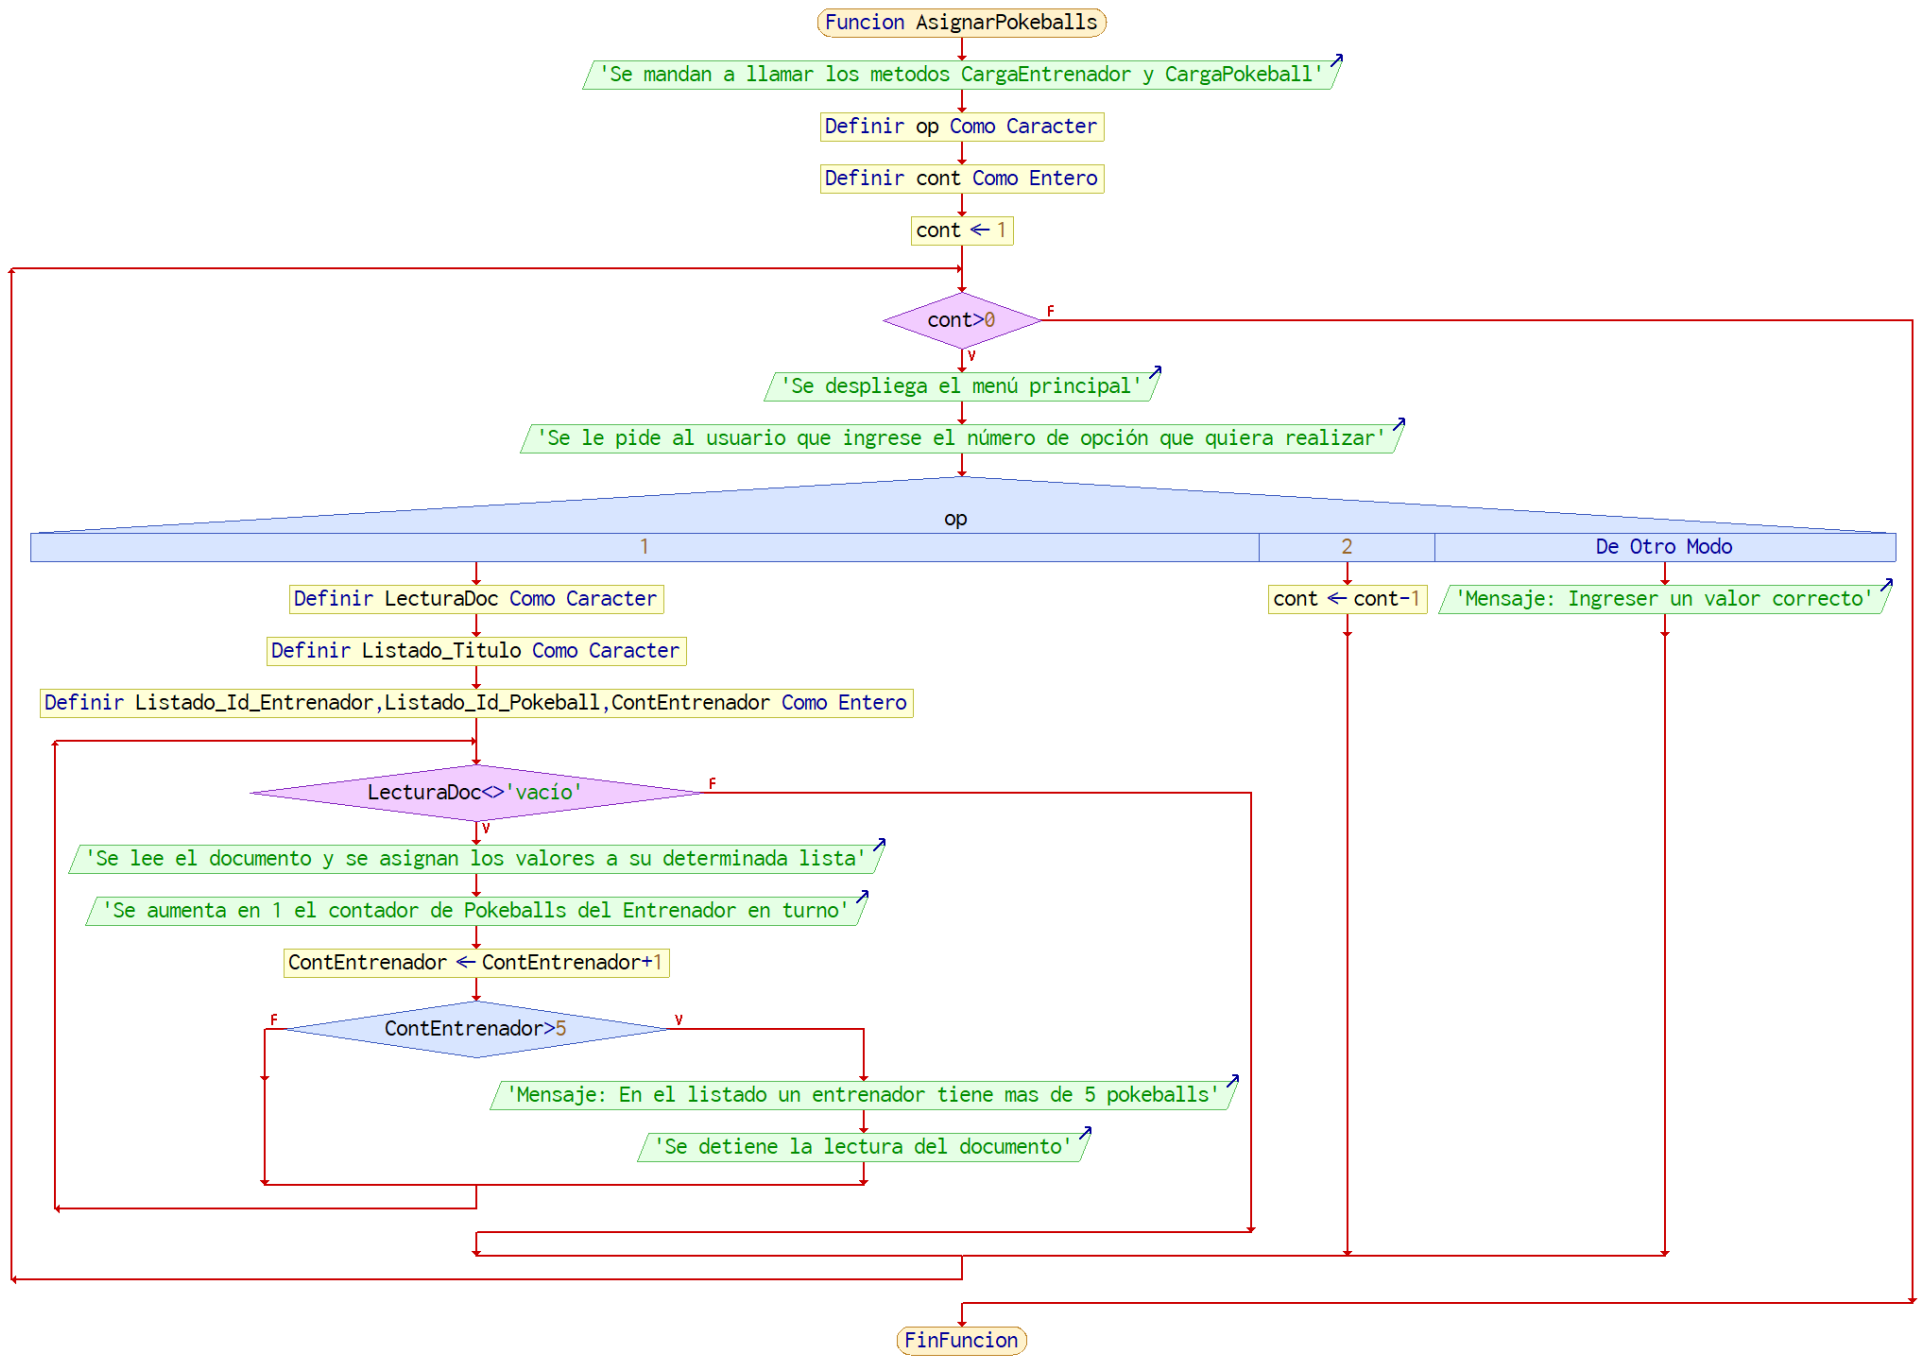 Funcion AsignarPokeballs
'Se mandan a llamar los metodos CargaEntrenador y CargaPokeball'
Definir op Como Caracter
Definir cont Como Entero
cont ← 1
cont>0
F
V
'Se despliega el menú principal'
'Se le pide al usuario que ingrese el número de opción que quiera realizar'
op
1
2
De Otro Modo
Definir LecturaDoc Como Caracter
cont ← cont-1
'Mensaje: Ingreser un valor correcto'
Definir Listado_Titulo Como Caracter
Definir Listado_Id_Entrenador,Listado_Id_Pokeball,ContEntrenador Como Entero
LecturaDoc<>'vacío'
F
V
'Se lee el documento y se asignan los valores a su determinada lista'
'Se aumenta en 1 el contador de Pokeballs del Entrenador en turno'
ContEntrenador ← ContEntrenador+1
F
ContEntrenador>5
V
'Mensaje: En el listado un entrenador tiene mas de 5 pokeballs'
'Se detiene la lectura del documento'
FinFuncion